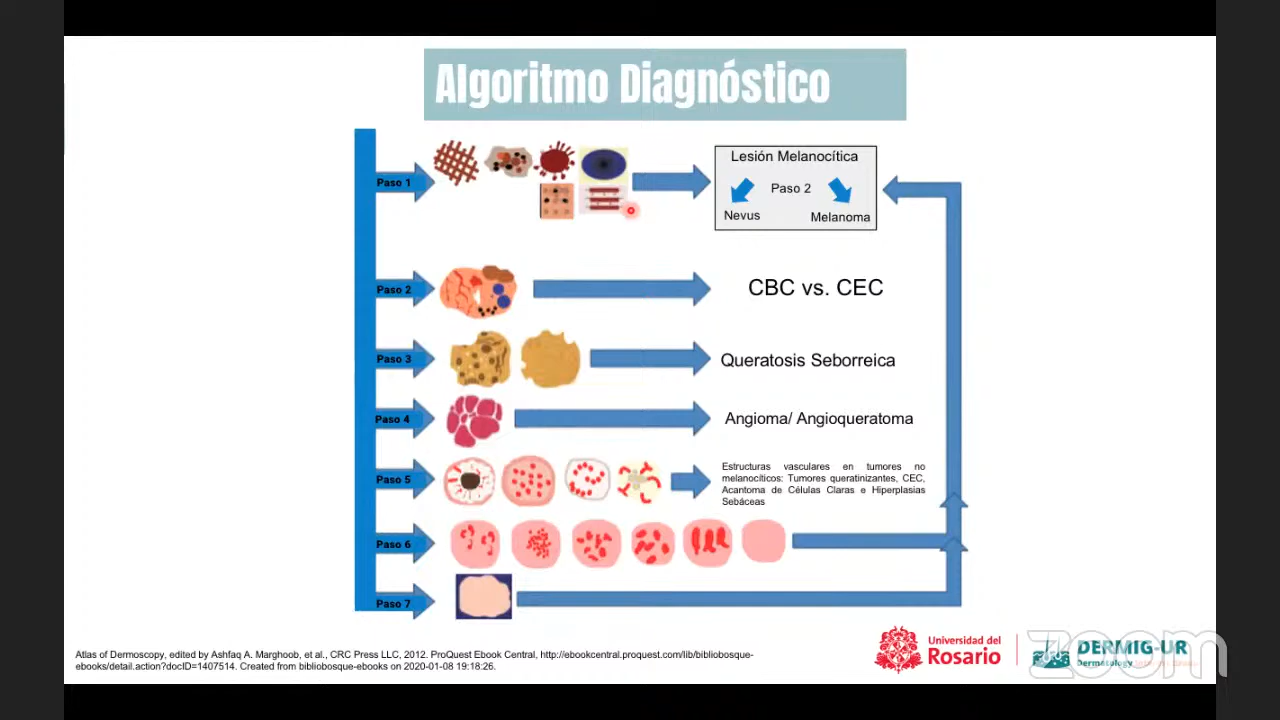 Algoritmo Diagnóstico
Paso 1
Lesión Melanocítica
Paso 2
Nevus
Melanoma
Paso 2
CBC vs. CEC
Paso 3
Queratosis Seborreica
Paso 4
Angioma/ Angioqueratoma
Paso 5
Estructuras vasculares en tumores no
melanocíticos: Tumores queratinizantes, CEC,
Acantoma de Células Claras e Hiperplasias
Sebáceas
Paso 6
Paso 7
Atlas of Dermoscopy, edited by Ashfaq A. Marghoob, et al., CRC Press LLC, 2012. ProQuest Ebook Central, http://ebookcentral.proquest.com/lib/bibliobosque-
ebooks/detail.action?docID=1407514. Created from bibliobosque-ebooks on 2020-01-08 19:18:26.
Universidad del
Rosario
DERMIG-UR
Dermatology
zoom